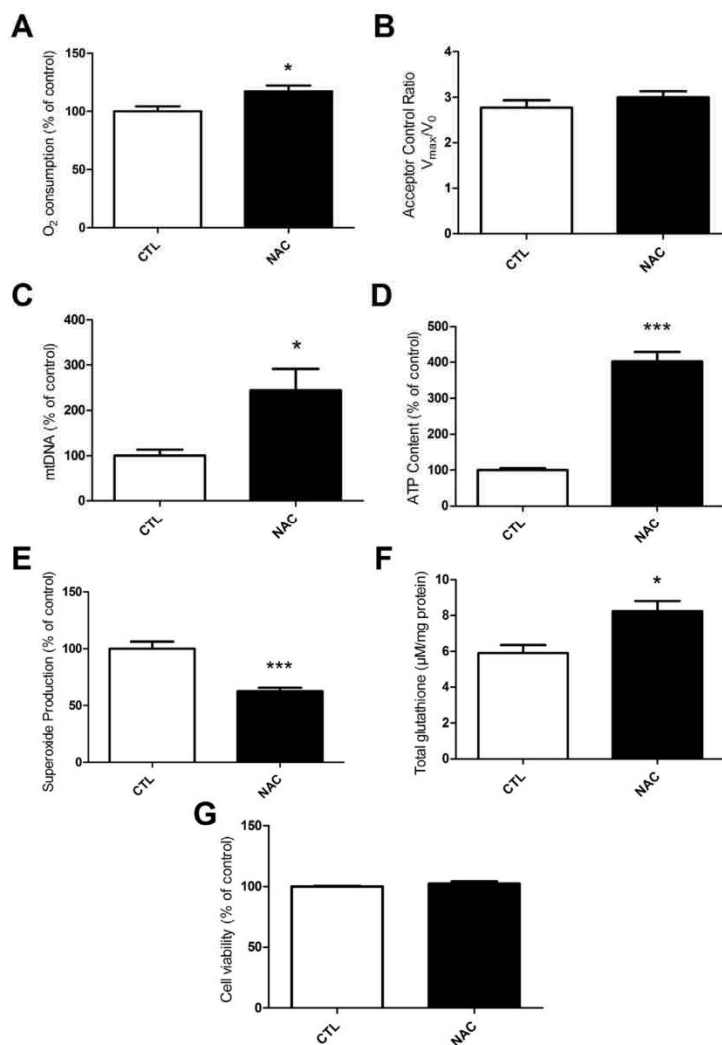 A
O2 consumption (% of control)
150
100
50
0
*
CTL
NAC
B
Acceptor Control Ratio
Vmax/V0
4
3
2
1
0
CTL
NAC
C
mtDNA (% of control)
400
300
200
100
0
*
CTL
NAC
D
ATP Content (% of control)
500
400
300
200
100
0
***
CTL
NAC
E
Superoxide Production (% of control)
150
100
50
0
***
CTL
NAC
F
Total glutathione (µM/mg protein)
10
8
6
4
2
0
*
CTL
NAC
G
Cell viability (% of control)
150
100
50
0
CTL
NAC